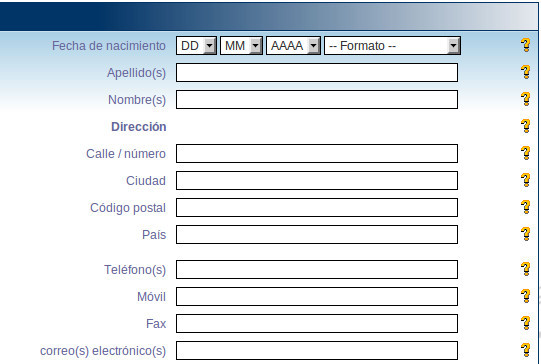 Fecha de nacimiento DD MM AAAA -- Formato -- ?
Apellido(s) ?
Nombre(s) ?
Dirección ?
Calle / número ?
Ciudad ?
Código postal ?
País ?
Teléfono(s) ?
Móvil ?
Fax ?
correo(s) electrónico(s) ?